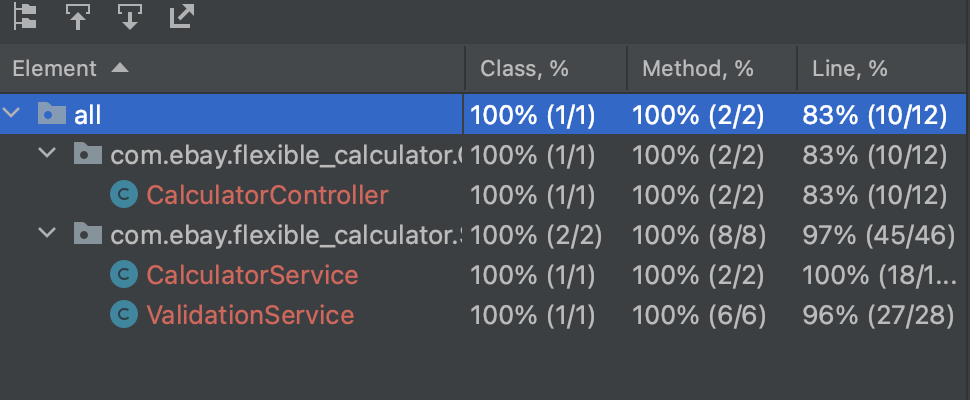 Element Class, % Method, % Line, %
all 100% (1/1) 100% (2/2) 83% (10/12)
com.ebay.flexible_calculator. 100% (1/1) 100% (2/2) 83% (10/12)
C CalculatorController 100% (1/1) 100% (2/2) 83% (10/12)
com.ebay.flexible_calculator. 100% (2/2) 100% (8/8) 97% (45/46)
C CalculatorService 100% (1/1) 100% (2/2) 100% (18/1...
C ValidationService 100% (1/1) 100% (6/6) 96% (27/28)